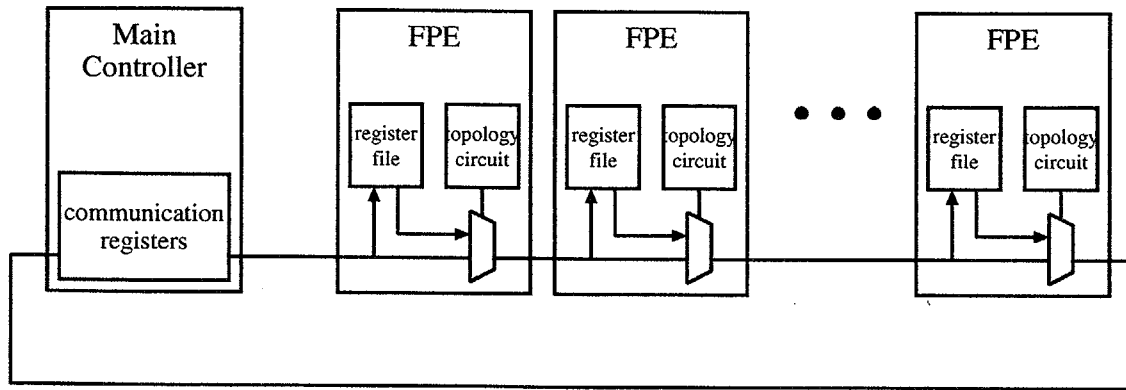 Main
Controller
communication
registers
FPE
register
file
topology
circuit
FPE
register
file
topology
circuit
FPE
register
file
topology
circuit